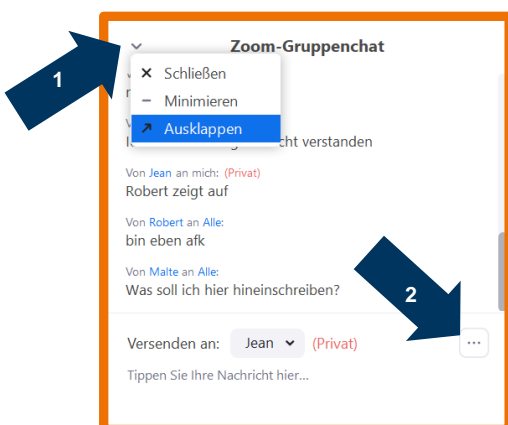 Zoom-Gruppenchat
1
Schließen
Minimieren
Ausklappen
cht verstanden
Von Jean an mich: (Privat)
Robert zeigt auf
Von Robert an Alle:
bin eben afk
Von Malte an Alle:
Was soll ich hier hineinschreiben?
2
Versenden an: Jean (Privat)
...
Tippen Sie Ihre Nachricht hier...